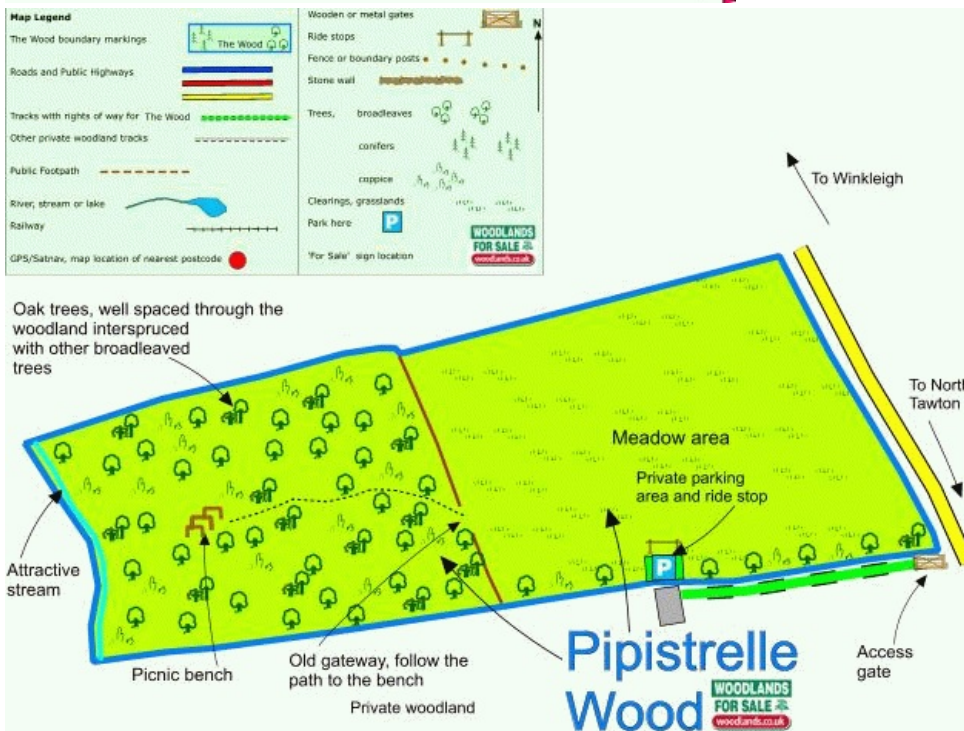 Map Legend
The Wood boundary markings
The Wood
Roads and Public Highways
Tracks with rights of way for The Wood
Other private woodland tracks
Public Footpath
River, stream or lake
Railway
GPS/Satnav, map location of nearest postcode
Wooden or metal gates
N
Ride stops
Fence or boundary posts
Stone wall
Trees, broadleaves
conifers
coppice
Clearings, grasslands
Park here
P
'For Sale' sign location
WOODLANDS
FOR SALE
woodlands.co.uk
To Winkleigh
Oak trees, well spaced through the
woodland interspruced
with other broadleaved
trees
To North
Tawton
Meadow area
Private parking
area and ride stop
P
Attractive
stream
Picnic bench
Old gateway, follow the
path to the bench
Private woodland
Access
gate
Pipistrelle
Wood
WOODLANDS
FOR SALE
woodlands.co.uk